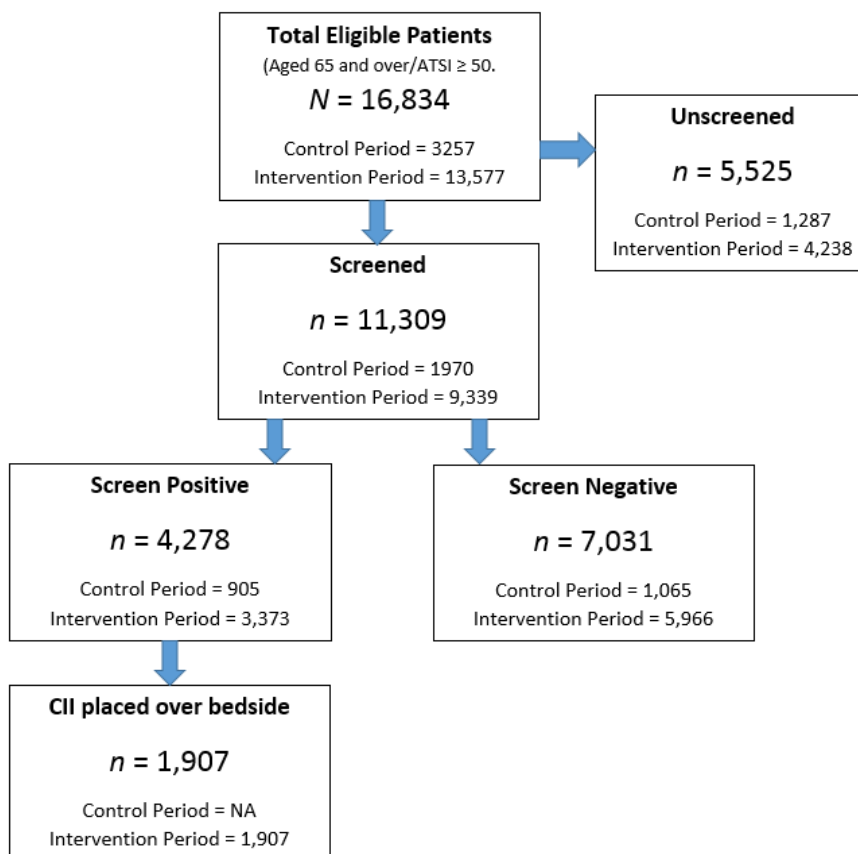 Total Eligible Patients
(Aged 65 and over/ATSI ≥ 50.
N = 16,834
Control Period = 3257
Intervention Period = 13,577
Unscreened
n = 5,525
Control Period = 1,287
Intervention Period = 4,238
Screened
n = 11,309
Control Period = 1970
Intervention Period = 9,339
Screen Positive
n = 4,278
Control Period = 905
Intervention Period = 3,373
Screen Negative
n = 7,031
Control Period = 1,065
Intervention Period = 5,966
CII placed over bedside
n = 1,907
Control Period = NA
Intervention Period = 1,907